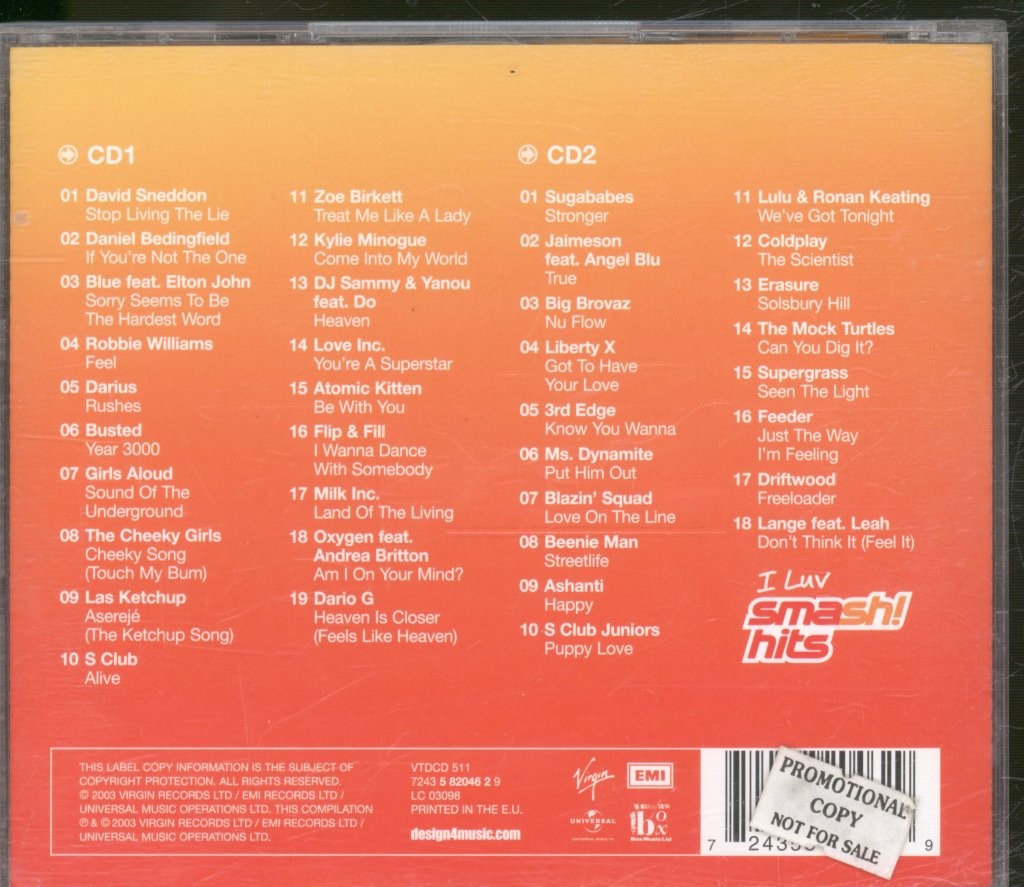 CD1
01 David Sneddon
Stop Living The Lie
02 Daniel Bedingfield
If You're Not The One
03 Blue feat. Elton John
Sorry Seems To Be
The Hardest Word
04 Robbie Williams
Feel
05 Darius
Rushes
06 Busted
Year 3000
07 Girls Aloud
Sound Of The
Underground
08 The Cheeky Girls
Cheeky Song
(Touch My Bum)
09 Las Ketchup
Aserejé
(The Ketchup Song)
10 S Club
Alive
11 Zoe Birkett
Treat Me Like A Lady
12 Kylie Minogue
Come Into My World
13 DJ Sammy & Yanou
feat. Do
Heaven
14 Love Inc.
You're A Superstar
15 Atomic Kitten
Be With You
16 Flip & Fill
I Wanna Dance
With Somebody
17 Milk Inc.
Land Of The Living
18 Oxygen feat.
Andrea Britton
Am I On Your Mind?
19 Dario G
Heaven Is Closer
(Feels Like Heaven)
CD2
01 Sugababes
Stronger
02 Jaimeson
feat. Angel Blu
True
03 Big Brovaz
Nu Flow
04 Liberty X
Got To Have
Your Love
05 3rd Edge
Know You Wanna
06 Ms. Dynamite
Put Him Out
07 Blazin' Squad
Love On The Line
08 Beenie Man
Streetlife
09 Ashanti
Happy
10 S Club Juniors
Puppy Love
11 Lulu & Ronan Keating
We've Got Tonight
12 Coldplay
The Scientist
13 Erasure
Solsbury Hill
14 The Mock Turtles
Can You Dig It?
15 Supergrass
Seen The Light
16 Feeder
Just The Way
I'm Feeling
17 Driftwood
Freeloader
18 Lange feat. Leah
Don't Think It (Feel It)
I Luv
smash!
hits
THIS LABEL COPY INFORMATION IS THE SUBJECT OF
COPYRIGHT PROTECTION. ALL RIGHTS RESERVED.
© 2003 VIRGIN RECORDS LTD / EMI RECORDS LTD /
UNIVERSAL MUSIC OPERATIONS LTD. THIS COMPILATION
℗ & © 2003 VIRGIN RECORDS LTD / EMI RECORDS LTD /
UNIVERSAL MUSIC OPERATIONS LTD.
VTDCD 511
7243 5 82046 2 9
LC 03098
PRINTED IN THE E.U.
design4music.com
Virgin
EMI
UNIVERSAL
box
Box Music Ltd
PROMOTIONAL
COPY
NOT FOR SALE
7 24358 9